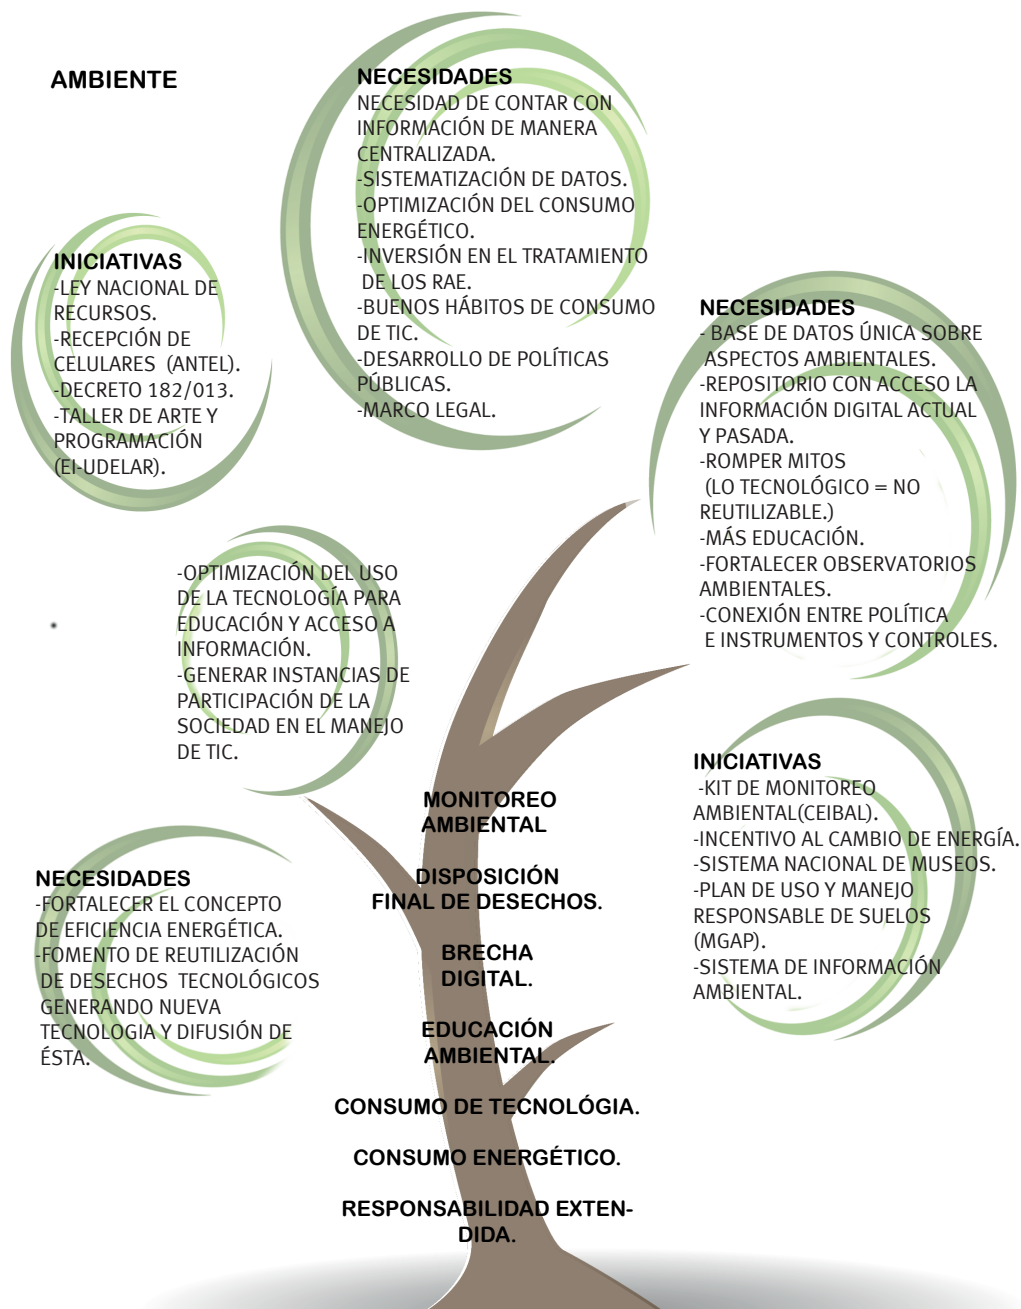 AMBIENTE
NECESIDADES
NECESIDAD DE CONTAR CON
INFORMACIÓN DE MANERA
CENTRALIZADA.
-SISTEMATIZACIÓN DE DATOS.
-OPTIMIZACIÓN DEL CONSUMO
ENERGÉTICO.
-INVERSIÓN EN EL TRATAMIENTO
DE LOS RAE.
-BUENOS HÁBITOS DE CONSUMO
DE TIC.
-DESARROLLO DE POLÍTICAS
PÚBLICAS.
-MARCO LEGAL.
INICIATIVAS
-LEY NACIONAL DE
RECURSOS.
-RECEPCIÓN DE
CELULARES (ANTEL).
-DECRETO 182/013.
-TALLER DE ARTE Y
PROGRAMACIÓN
(EI-UDELAR).
NECESIDADES
- BASE DE DATOS ÚNICA SOBRE
ASPECTOS AMBIENTALES.
-REPOSITORIO CON ACCESO LA
INFORMACIÓN DIGITAL ACTUAL
Y PASADA.
-ROMPER MITOS
(LO TECNOLÓGICO = NO
REUTILIZABLE.)
-MÁS EDUCACIÓN.
-FORTALECER OBSERVATORIOS
AMBIENTALES.
-CONEXIÓN ENTRE POLÍTICA
E INSTRUMENTOS Y CONTROLES.
-OPTIMIZACIÓN DEL USO
DE LA TECNOLOGÍA PARA
EDUCACIÓN Y ACCESO A
INFORMACIÓN.
-GENERAR INSTANCIAS DE
PARTICIPACIÓN DE LA
SOCIEDAD EN EL MANEJO
DE TIC.
INICIATIVAS
-KIT DE MONITOREO
AMBIENTAL(CEIBAL).
-INCENTIVO AL CAMBIO DE ENERGÍA.
-SISTEMA NACIONAL DE MUSEOS.
-PLAN DE USO Y MANEJO
RESPONSABLE DE SUELOS
(MGAP).
-SISTEMA DE INFORMACIÓN
AMBIENTAL.
NECESIDADES
-FORTALECER EL CONCEPTO
DE EFICIENCIA ENERGÉTICA.
-FOMENTO DE REUTILIZACIÓN
DE DESECHOS TECNOLÓGICOS
GENERANDO NUEVA
TECNOLOGIA Y DIFUSIÓN DE
ÉSTA.
MONITOREO
AMBIENTAL
DISPOSICIÓN
FINAL DE DESECHOS.
BRECHA
DIGITAL.
EDUCACIÓN
AMBIENTAL.
CONSUMO DE TECNOLÓGIA.
CONSUMO ENERGÉTICO.
RESPONSABILIDAD EXTEN-
DIDA.